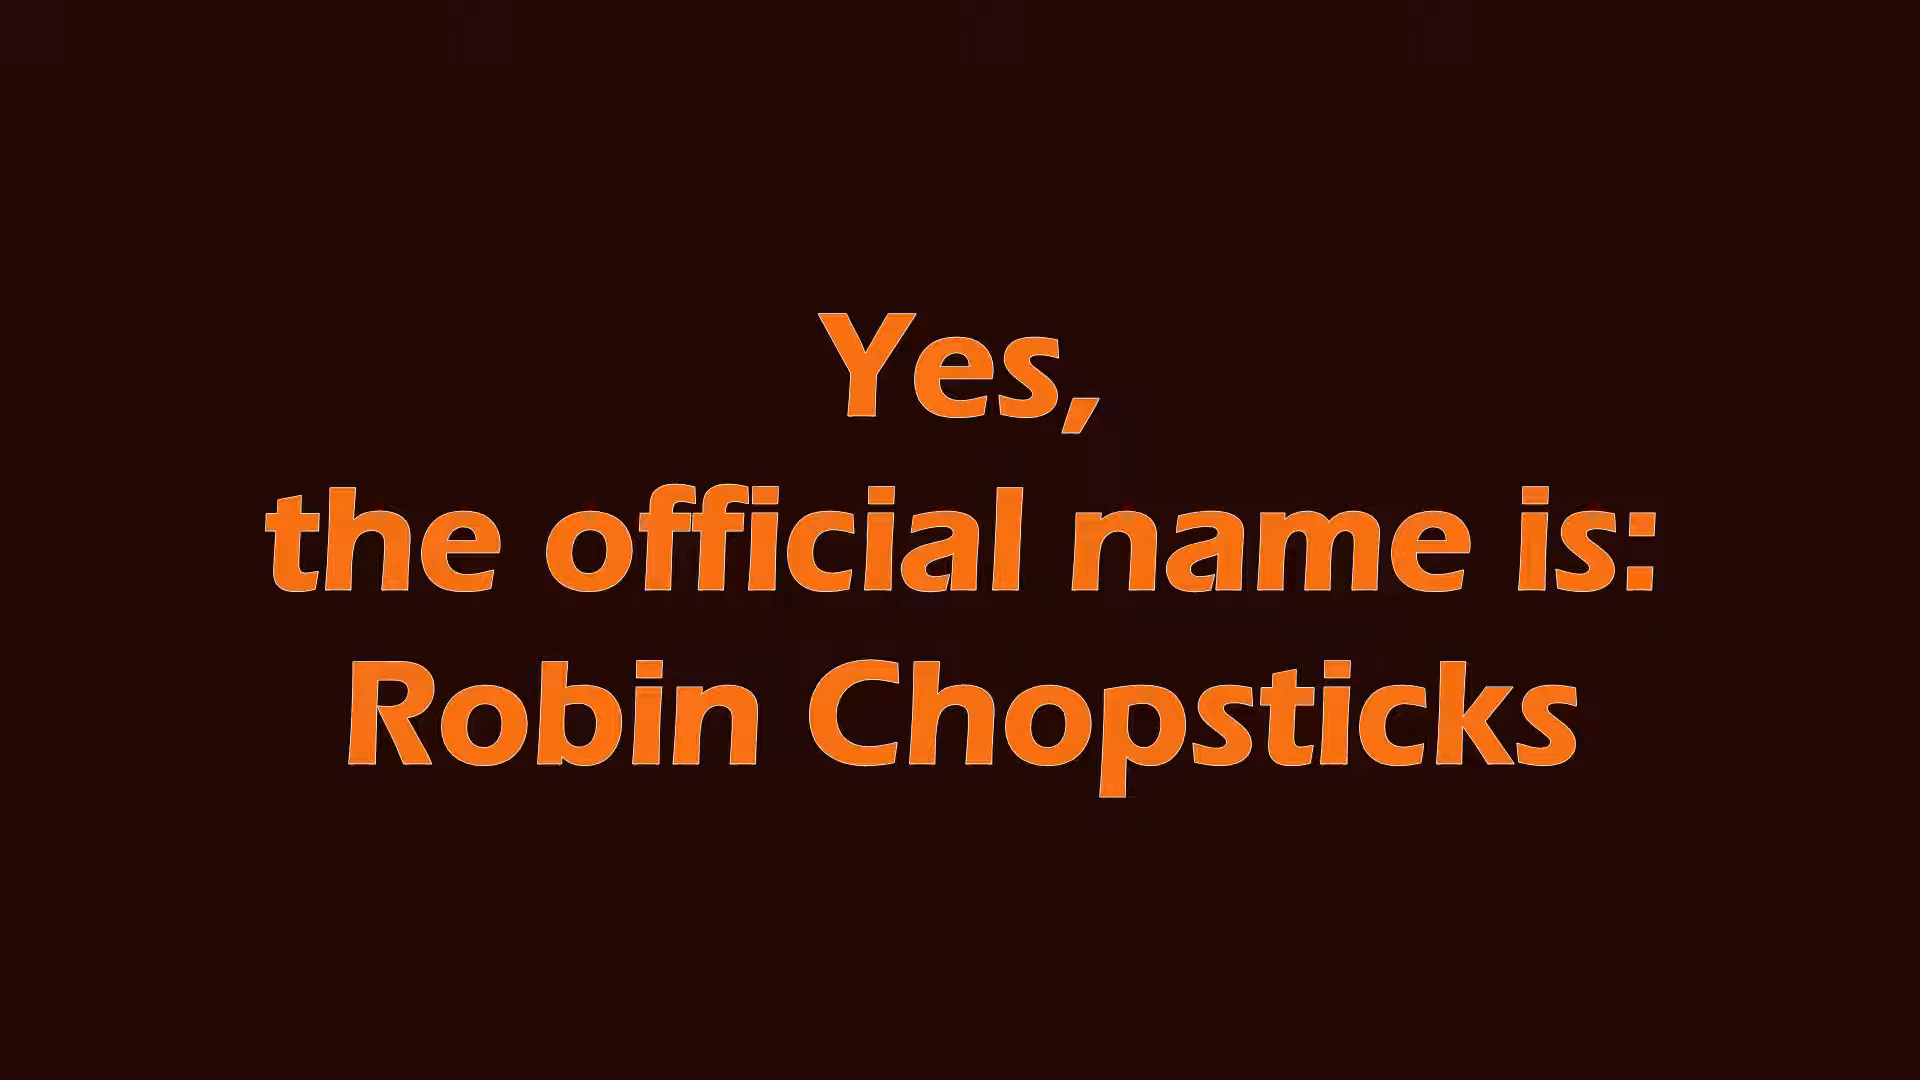 Yes,
the official name is:
Robin Chopsticks